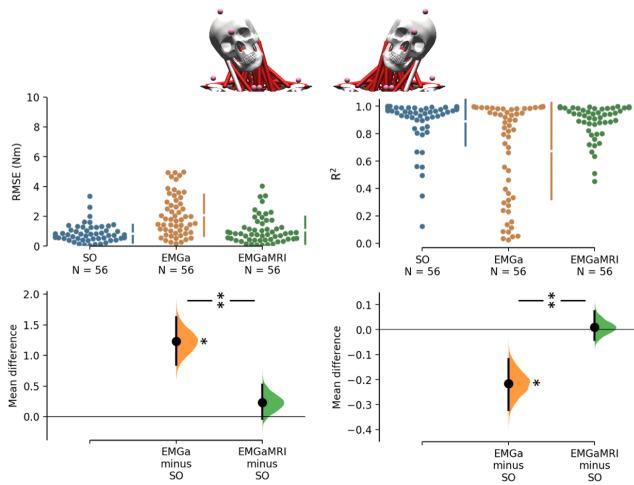 10
8
6
4
2
0
RMSE (Nm)
SO
N = 56
EMGa
N = 56
EMGaMRI
N = 56
1.0
0.8
0.6
0.4
0.2
0.0
R²
SO
N = 56
EMGa
N = 56
EMGaMRI
N = 56
2.0
1.5
1.0
0.5
0.0
Mean difference
**
*
EMGa
minus
SO
EMGaMRI
minus
SO
0.1
0.0
−0.1
−0.2
−0.3
−0.4
Mean difference
**
*
EMGa
minus
SO
EMGaMRI
minus
SO